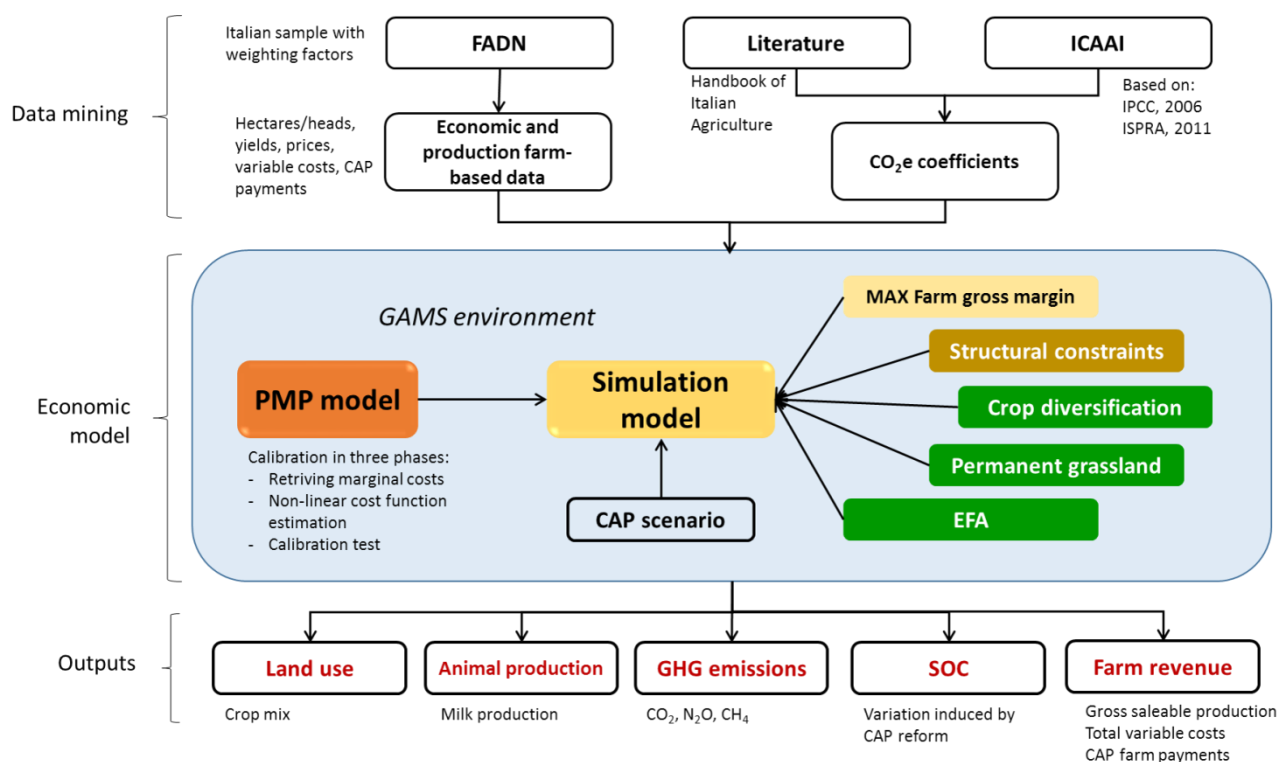 Data mining
Italian sample with
weighting factors
FADN
Literature
ICAAI
Handbook of
Italian
Agriculture
Based on:
IPCC, 2006
ISPRA, 2011
Hectares/heads,
yields, prices,
variable costs, CAP
payments
Economic and
production farm-
based data
CO₂e coefficients
Economic
model
GAMS environment
MAX Farm gross margin
Structural constraints
PMP model
Simulation
model
Crop diversification
Permanent grassland
Calibration in three phases:
- Retriving marginal costs
- Non-linear cost function
estimation
- Calibration test
CAP scenario
EFA
Outputs
Land use
Animal production
GHG emissions
SOC
Farm revenue
Crop mix
Milk production
CO₂, N₂O, CH₄
Variation induced by
CAP reform
Gross saleable production
Total variable costs
CAP farm payments